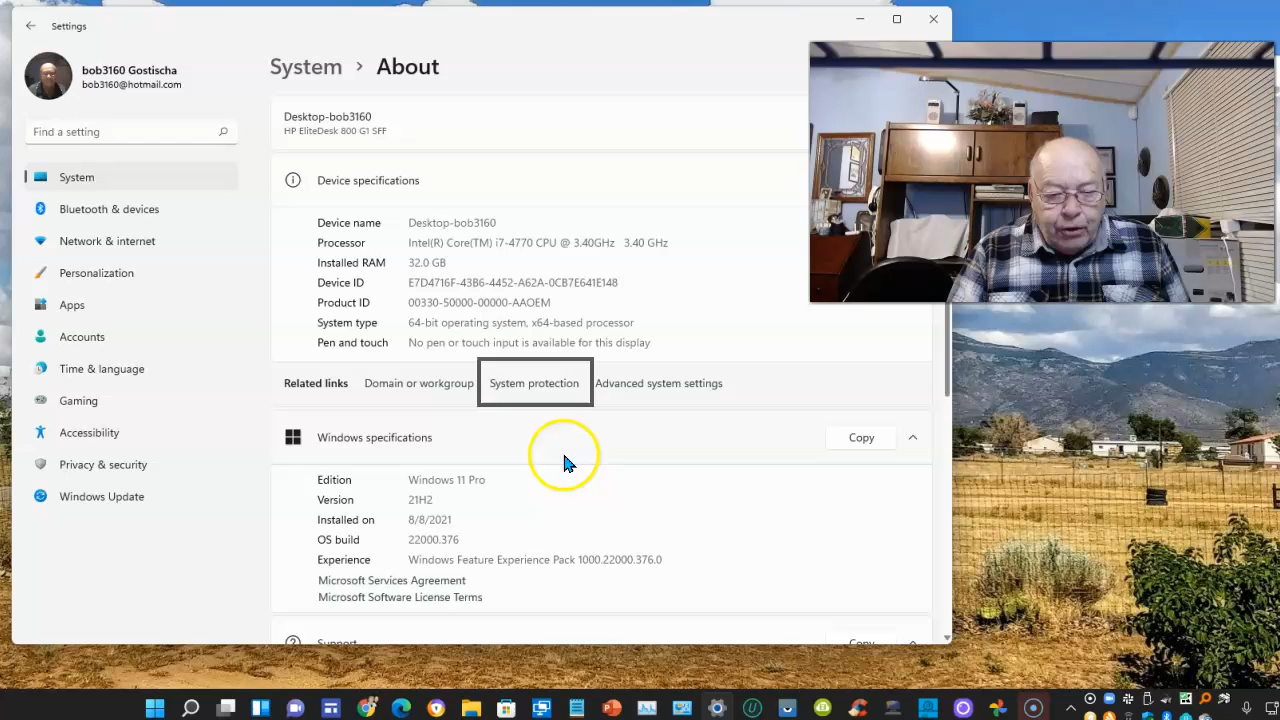 Settings
bob3160 Gostischa
bob3160@hotmail.com
Find a setting
System
Bluetooth & devices
Network & internet
Personalization
Apps
Accounts
Time & language
Gaming
Accessibility
Privacy & security
Windows Update
System > About
Desktop-bob3160
HP EliteDesk 800 G1 SFF
Device specifications
Device name Desktop-bob3160
Processor Intel(R) Core(TM) i7-4770 CPU @ 3.40GHz 3.40 GHz
Installed RAM 32.0 GB
Device ID E7D4716F-43B6-4452-A62A-0CB7E641E148
Product ID 00330-50000-00000-AAOEM
System type 64-bit operating system, x64-based processor
Pen and touch No pen or touch input is available for this display
Related links Domain or workgroup System protection Advanced system settings
Windows specifications Copy
Edition Windows 11 Pro
Version 21H2
Installed on 8/8/2021
OS build 22000.376
Experience Windows Feature Experience Pack 1000.22000.376.0
Microsoft Services Agreement
Microsoft Software License Terms
Support Copy